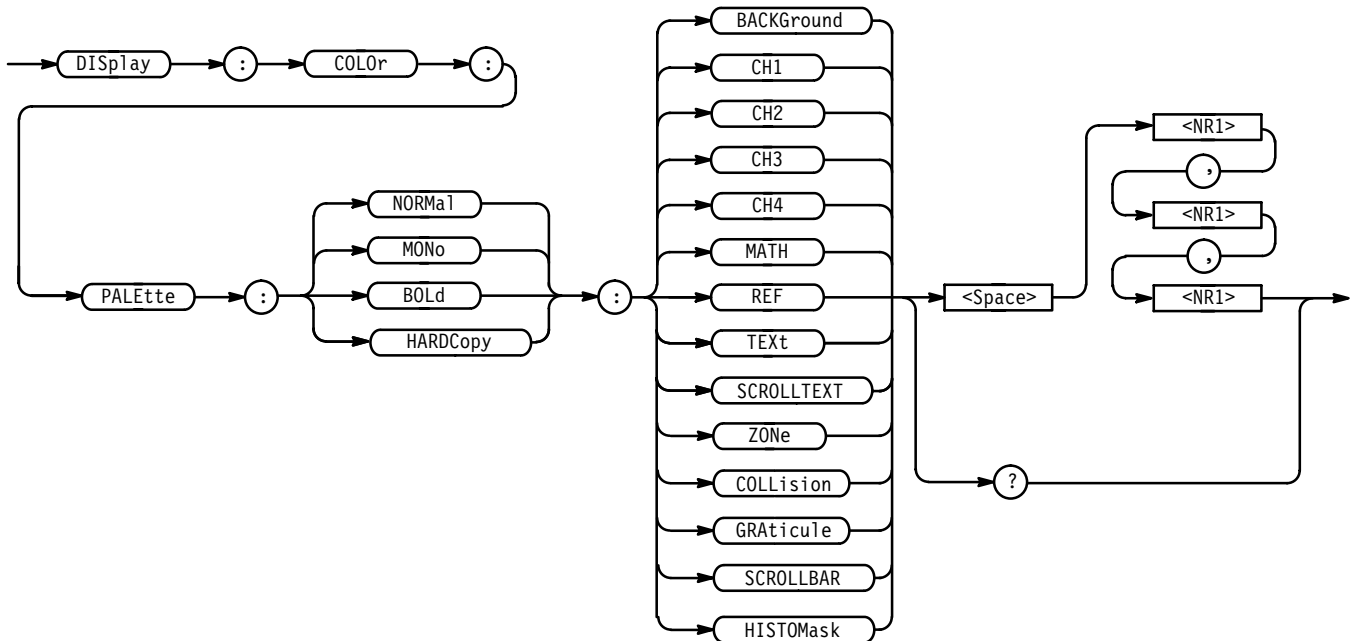 DISplay : COLOr :
PALEtte :
NORMal
MONo
BOLd
HARDCopy
:
BACKGround
CH1
CH2
CH3
CH4
MATH
REF
TEXt
SCROLLTEXT
ZONe
COLLision
GRAticule
SCROLLBAR
HISTOMask
<Space>
<NR1>
,
<NR1>
,
<NR1>
?